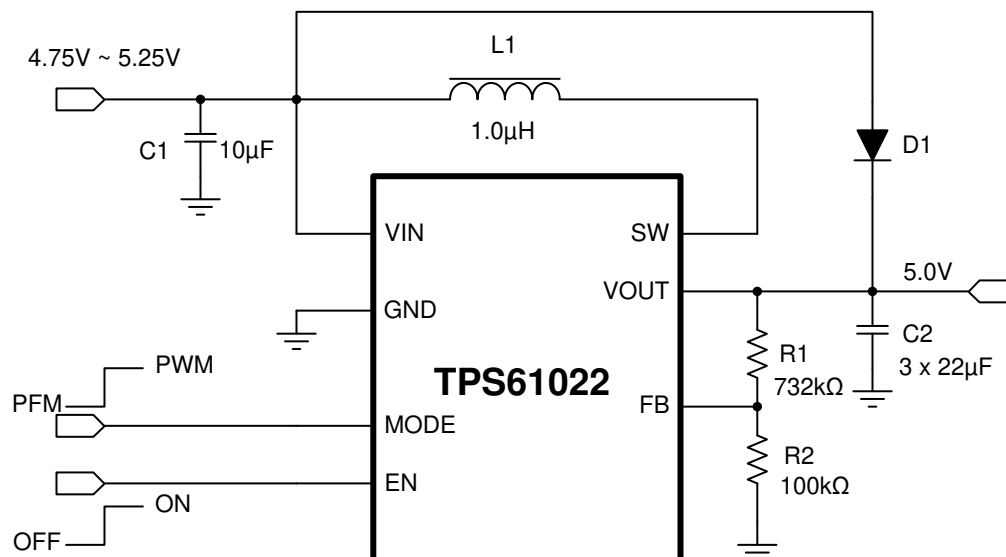 L1
4.75V ~ 5.25V
1.0µH
C1
10µF
D1
VIN
SW
5.0V
VOUT
GND
C2
3 x 22µF
R1
732kΩ
PWM
PFM
TPS61022
FB
MODE
R2
100kΩ
EN
ON
OFF